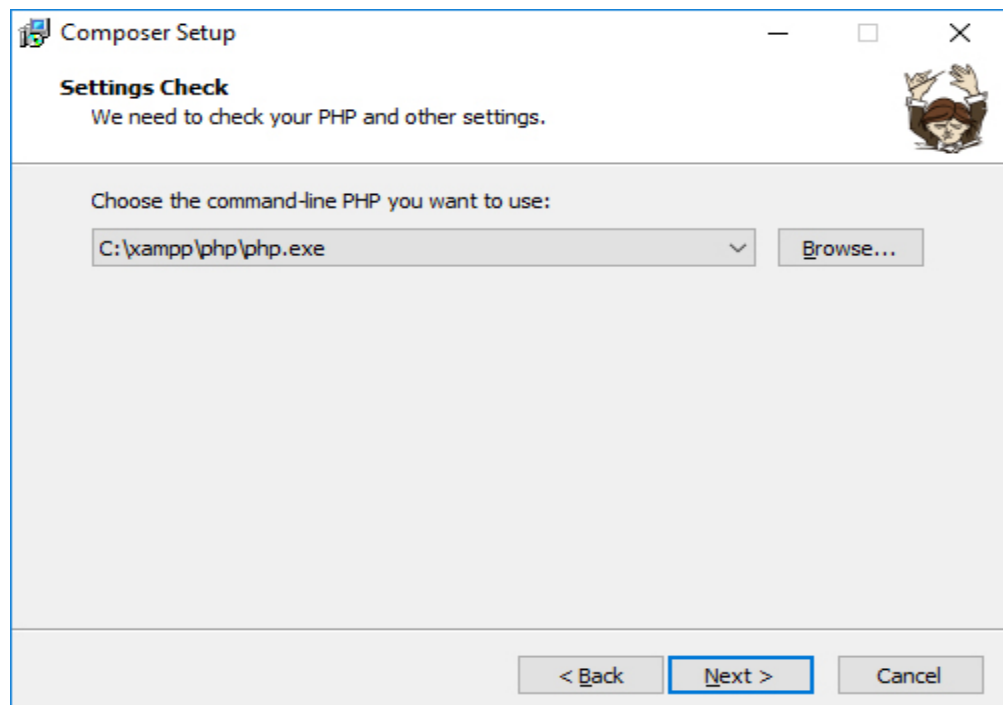 Composer Setup
Settings Check
We need to check your PHP and other settings.
Choose the command-line PHP you want to use:
C:\xampp\php\php.exe
Browse...
< Back
Next >
Cancel